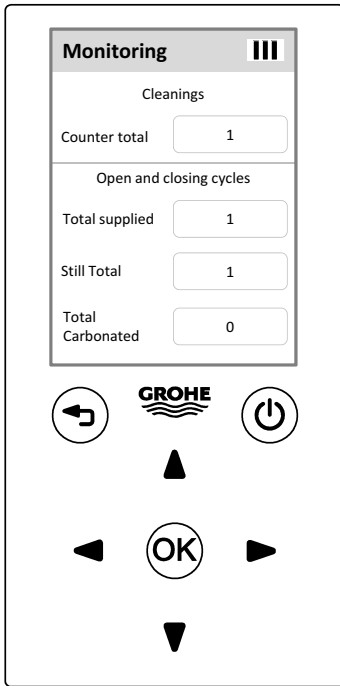 Monitoring
Cleanings
Counter total 1
Open and closing cycles
Total supplied 1
Still Total 1
Total
Carbonated 0
GROHE
OK